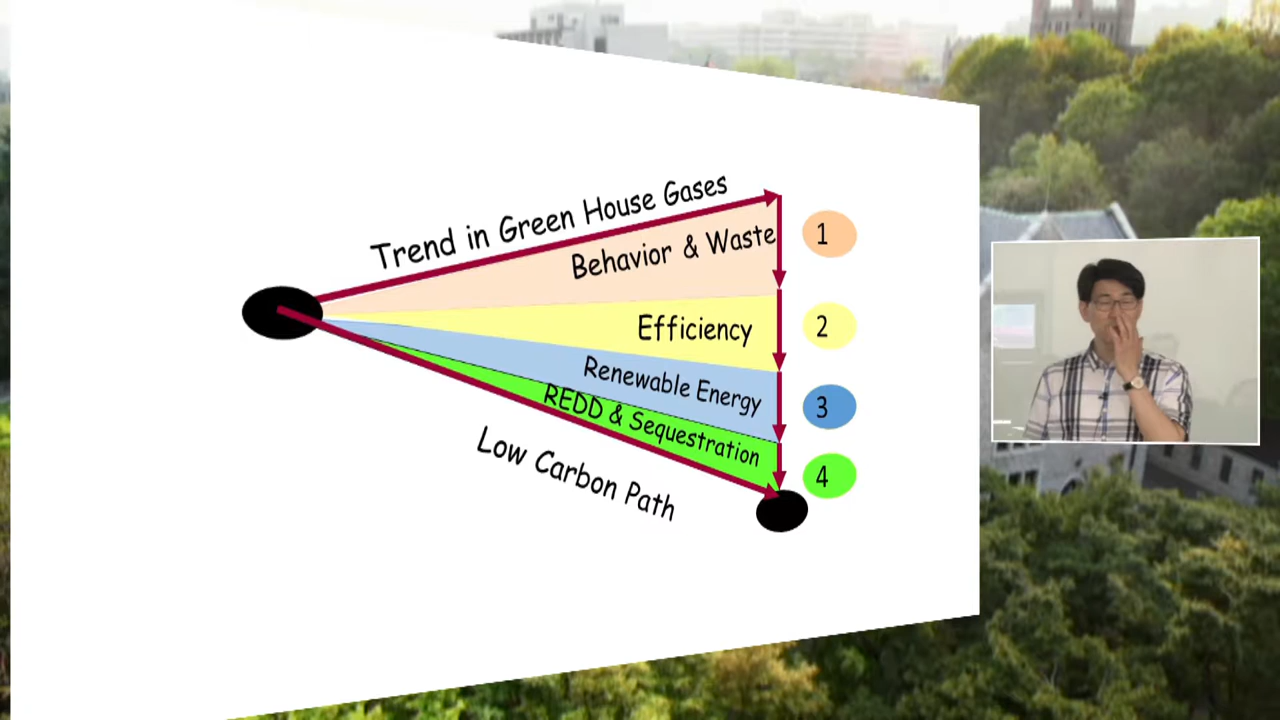 Trend in Green House Gases
Behavior & Waste
1
Efficiency
2
Renewable Energy
3
REDD & Sequestration
4
Low Carbon Path